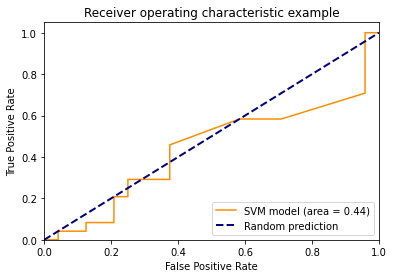 Receiver operating characteristic example
True Positive Rate
1.0
0.8
0.6
0.4
0.2
0.0
SVM model (area = 0.44)
Random prediction
0.0 0.2 0.4 0.6 0.8 1.0
False Positive Rate